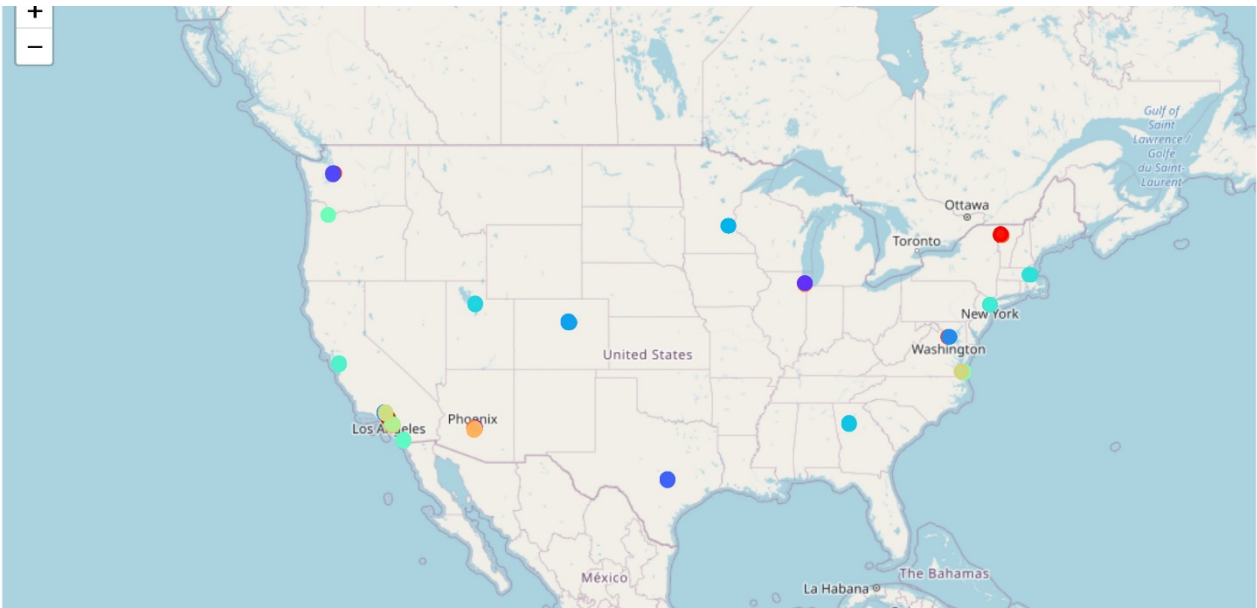 +
−
Gulf of
Saint
Lawrence /
Golfe
du Saint-
Laurent
Ottawa
Toronto
New York
Washington
United States
Phoenix
Los Angeles
México
The Bahamas
La Habana